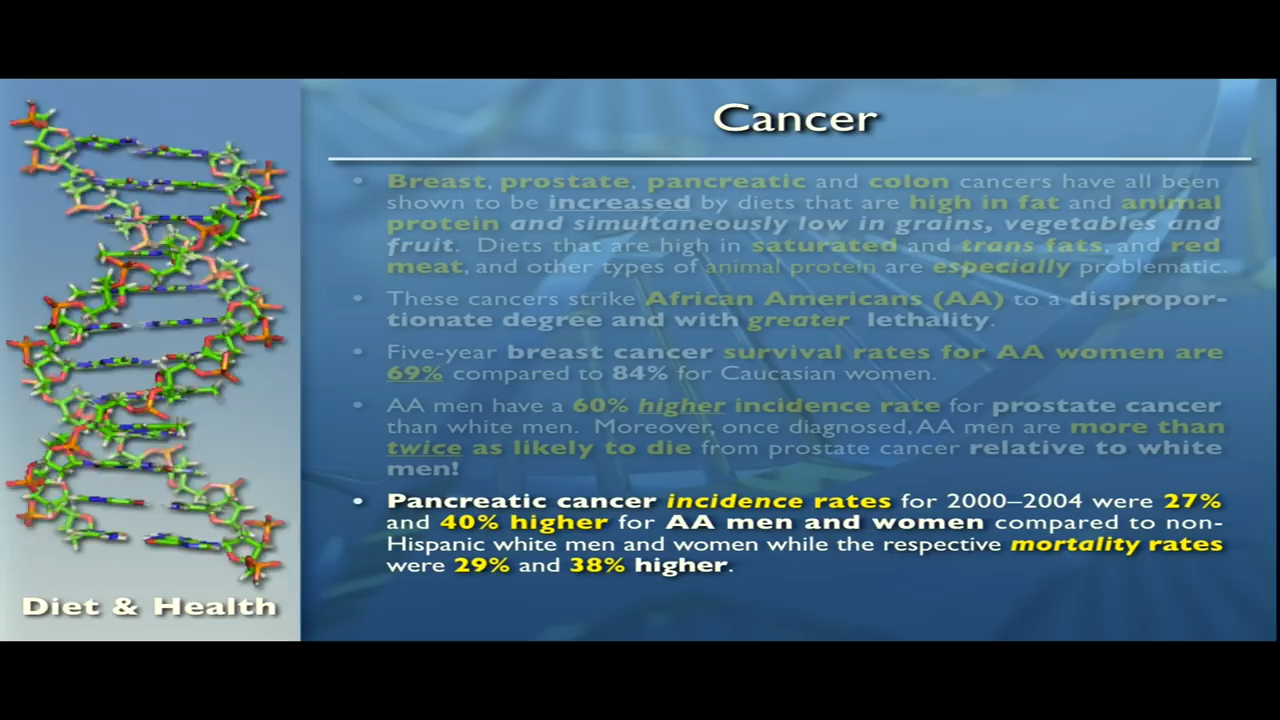 Cancer
• Breast, prostate, pancreatic and colon cancers have all been
shown to be increased by diets that are high in fat and animal
protein and simultaneously low in grains, vegetables and
fruit. Diets that are high in saturated and trans fats, and red
meat, and other types of animal protein are especially problematic.
• These cancers strike African Americans (AA) to a dispropor-
tionate degree and with greater lethality.
• Five-year breast cancer survival rates for AA women are
69% compared to 84% for Caucasian women.
• AA men have a 60% higher incidence rate for prostate cancer
than white men. Moreover, once diagnosed, AA men are more than
twice as likely to die from prostate cancer relative to white
men!
• Pancreatic cancer incidence rates for 2000–2004 were 27%
and 40% higher for AA men and women compared to non-
Hispanic white men and women while the respective mortality rates
were 29% and 38% higher.
Diet & Health